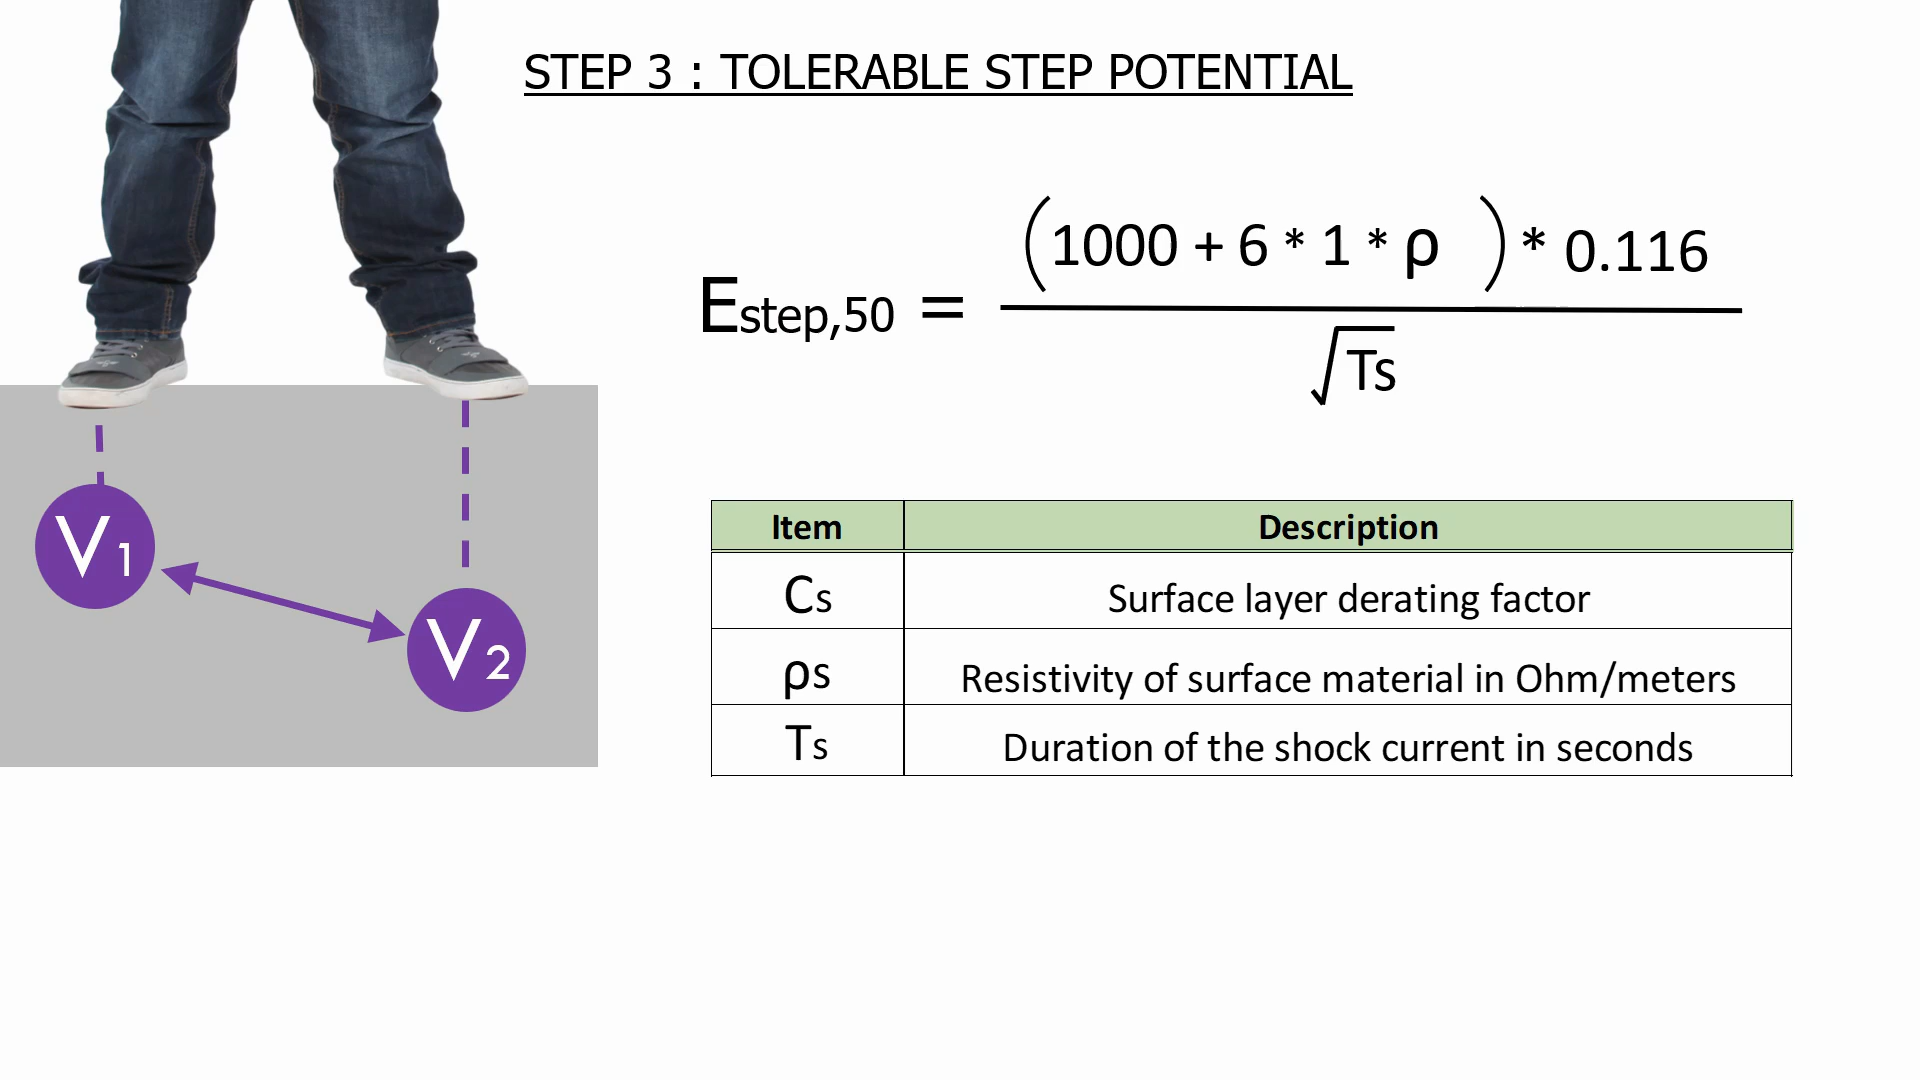 STEP 3 : TOLERABLE STEP POTENTIAL
Estep,50 = (1000 + 6 * 1 * ρ ) * 0.116
√Ts
V1
V2
Item Description
Cs Surface layer derating factor
ρs Resistivity of surface material in Ohm/meters
Ts Duration of the shock current in seconds